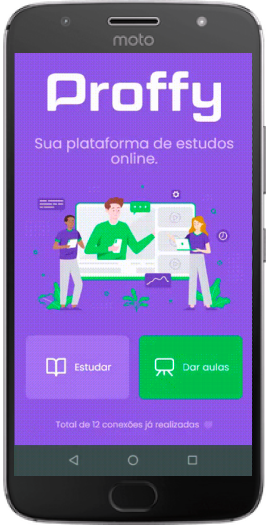 moto
Proffy
Sua plataforma de estudos
online.
Estudar
Dar aulas
Total de 12 conexões já realizadas